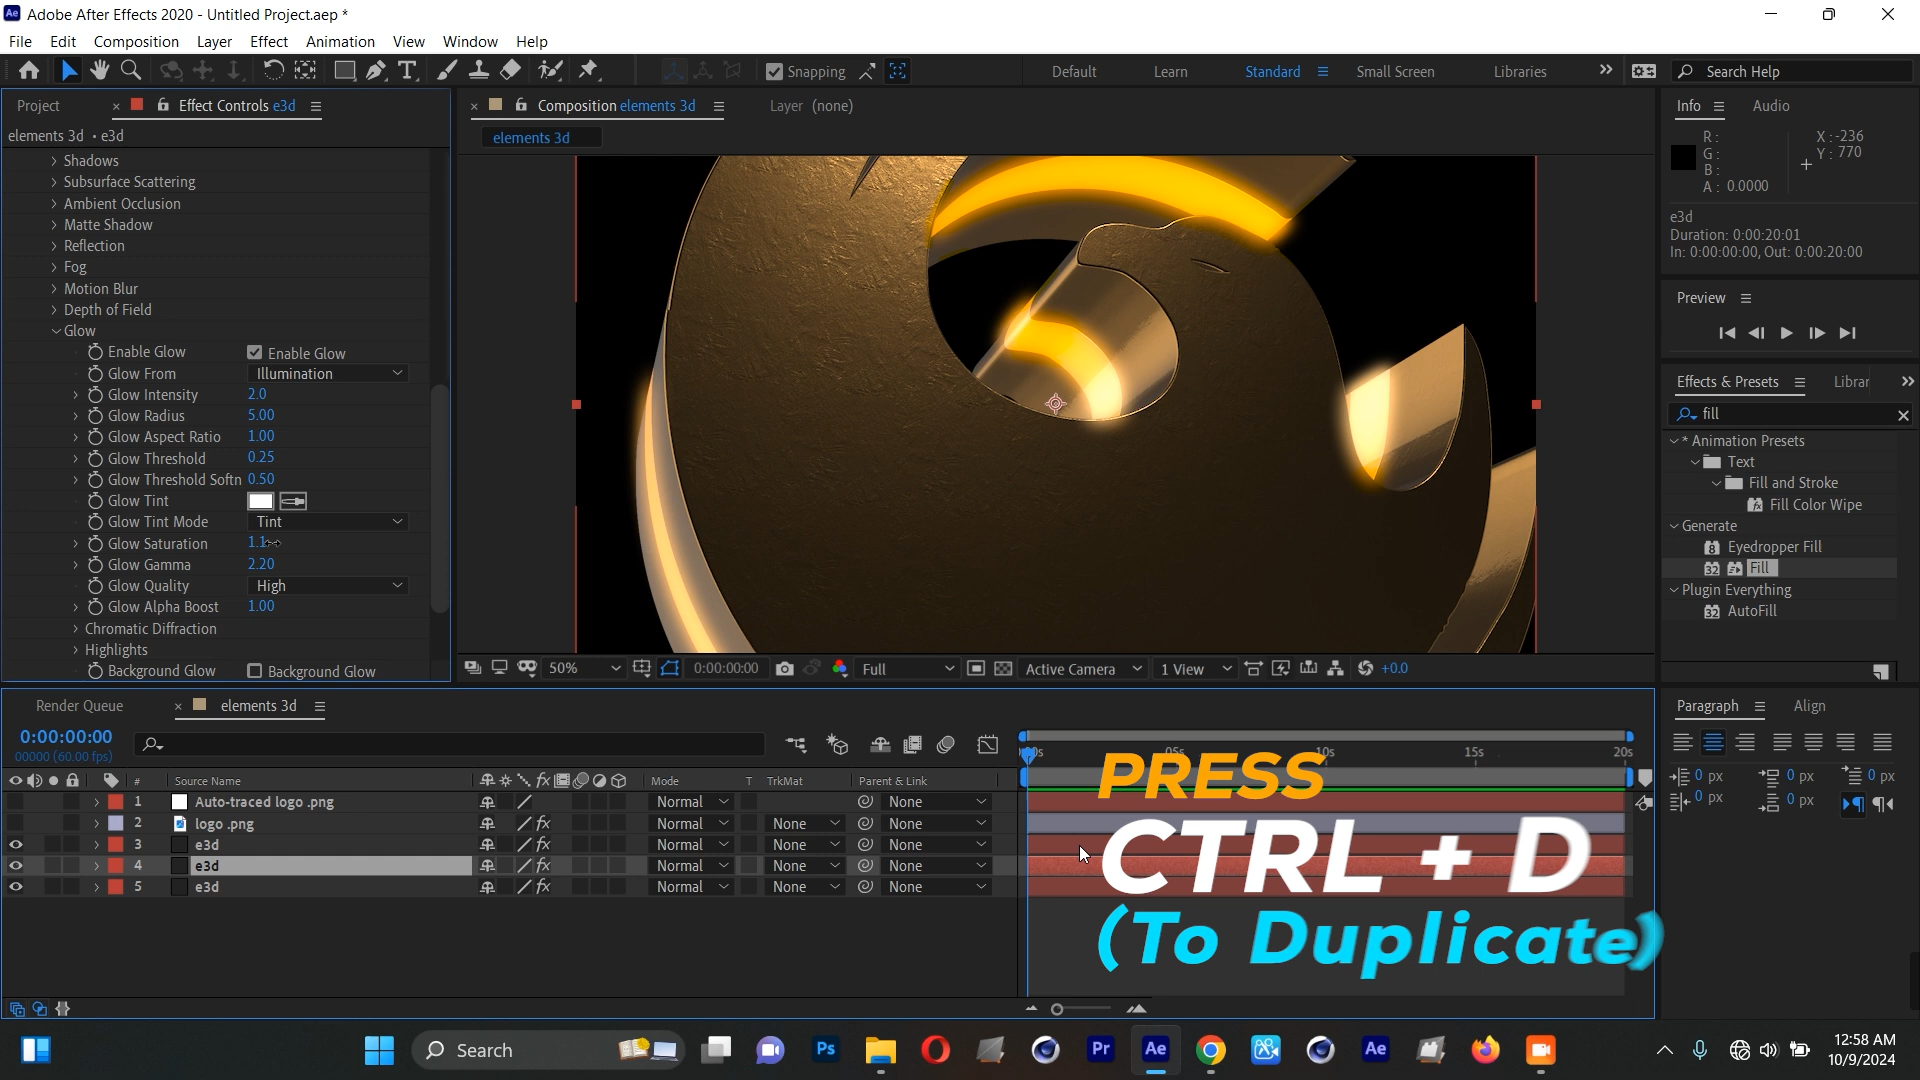 Adobe After Effects 2020 - Untitled Project.aep *
File Edit Composition Layer Effect Animation View Window Help
Snapping Default Learn Standard Small Screen Libraries Search Help
Project Effect Controls e3d
elements 3d • e3d
Shadows
Subsurface Scattering
Ambient Occlusion
Matte Shadow
Reflection
Fog
Motion Blur
Depth of Field
Glow
Enable Glow Enable Glow
Glow From Illumination
Glow Intensity 2.0
Glow Radius 5.00
Glow Aspect Ratio 1.00
Glow Threshold 0.25
Glow Threshold Softn 0.50
Glow Tint
Glow Tint Mode Tint
Glow Saturation 1.1
Glow Gamma 2.20
Glow Quality High
Glow Alpha Boost 1.00
Chromatic Diffraction
Highlights
Background Glow Background Glow
Composition elements 3d Layer (none)
elements 3d
50% 0:00:00:00 Full Active Camera 1 View +0.0
Info Audio
R: X: -236
G: Y: 770
B:
A: 0.0000
e3d
Duration: 0:00:20:01
In: 0:00:00:00, Out: 0:00:20:00
Preview
Effects & Presets Librar
fill
* Animation Presets
Text
Fill and Stroke
Fill Color Wipe
Generate
Eyedropper Fill
Fill
Plugin Everything
AutoFill
Render Queue elements 3d
0:00:00:00
00000 (60.00 fps)
05s 10s 15s 20s
# Source Name Mode T TrkMat Parent & Link
1 Auto-traced logo .png Normal None
2 logo .png Normal None None
3 e3d Normal None None
4 e3d Normal None None
5 e3d Normal None None
PRESS
CTRL + D
(To Duplicate)
Paragraph Align
0 px 0 px 0 px
0 px 0 px
Search
Ps Pr Ae Ae
12:58 AM
10/9/2024